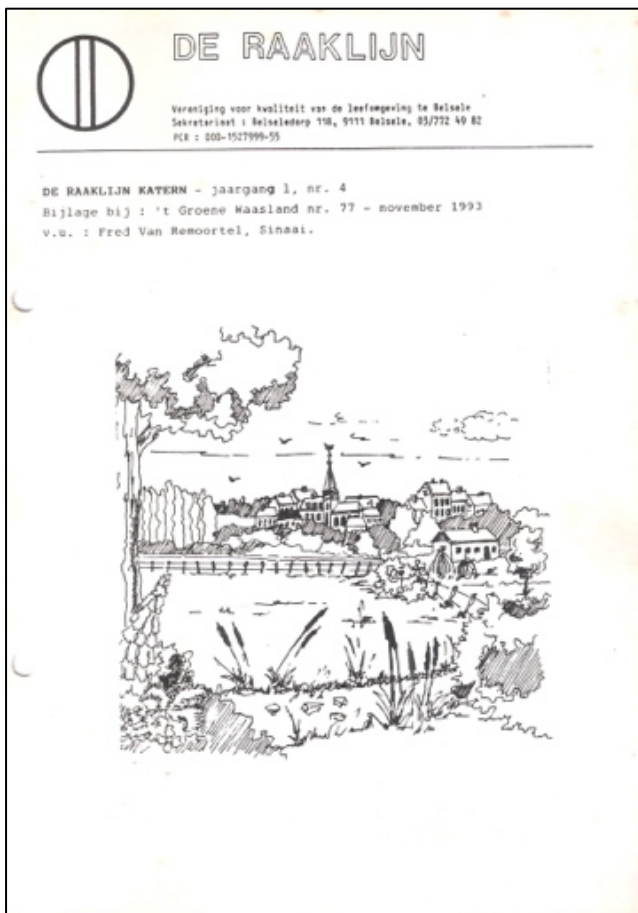 DE RAAKLIJN
Vereniging voor kwaliteit van de leefomgeving te Belsele
Sekretariaat : Belseledorp 118, 9111 Belsele, 03/772 49 82
PCR : 000-1527999-55
DE RAAKLIJN KATERN - jaargang 1, nr. 4
Bijlage bij : 't Groene Waasland nr. 77 - november 1993
v.u. : Fred Van Remoortel, Sinaai.